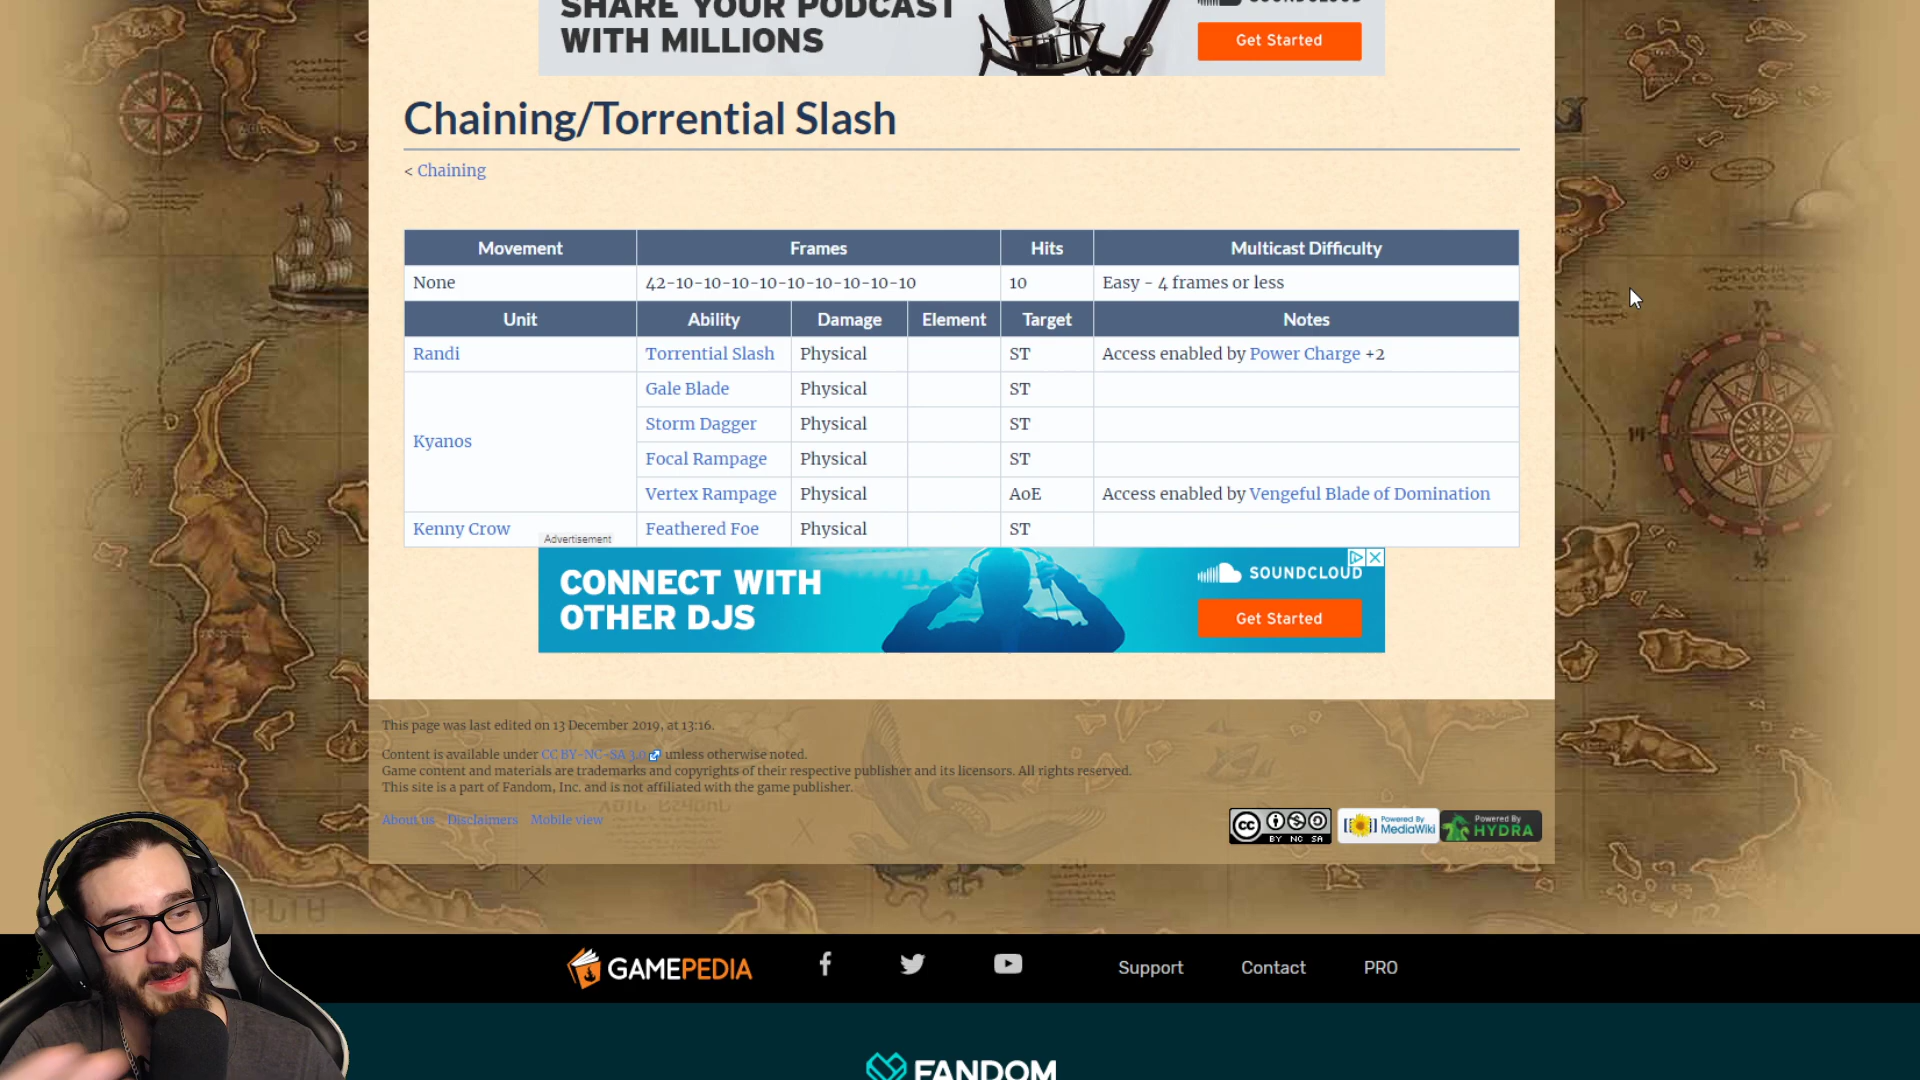 SHARE YOUR PODCAST
WITH MILLIONS
SOUNDCLOUD
Get Started
Chaining/Torrential Slash
< Chaining
Movement Frames Hits Multicast Difficulty
None 42-10-10-10-10-10-10-10-10-10 10 Easy - 4 frames or less
Unit Ability Damage Element Target Notes
Randi Torrential Slash Physical ST Access enabled by Power Charge +2
Kyanos Gale Blade Physical ST
Storm Dagger Physical ST
Focal Rampage Physical ST
Vertex Rampage Physical AoE Access enabled by Vengeful Blade of Domination
Kenny Crow Feathered Foe Physical ST
Advertisement
CONNECT WITH
OTHER DJS
SOUNDCLOUD
Get Started
This page was last edited on 13 December 2019, at 13:16.
Content is available under CC BY-NC-SA 3.0 unless otherwise noted.
Game content and materials are trademarks and copyrights of their respective publisher and its licensors. All rights reserved.
This site is a part of Fandom, Inc. and is not affiliated with the game publisher.
About us Disclaimers Mobile view
cc BY NC SA
Powered By MediaWiki
Powered By HYDRA
GAMEPEDIA
Support Contact PRO
FANDOM